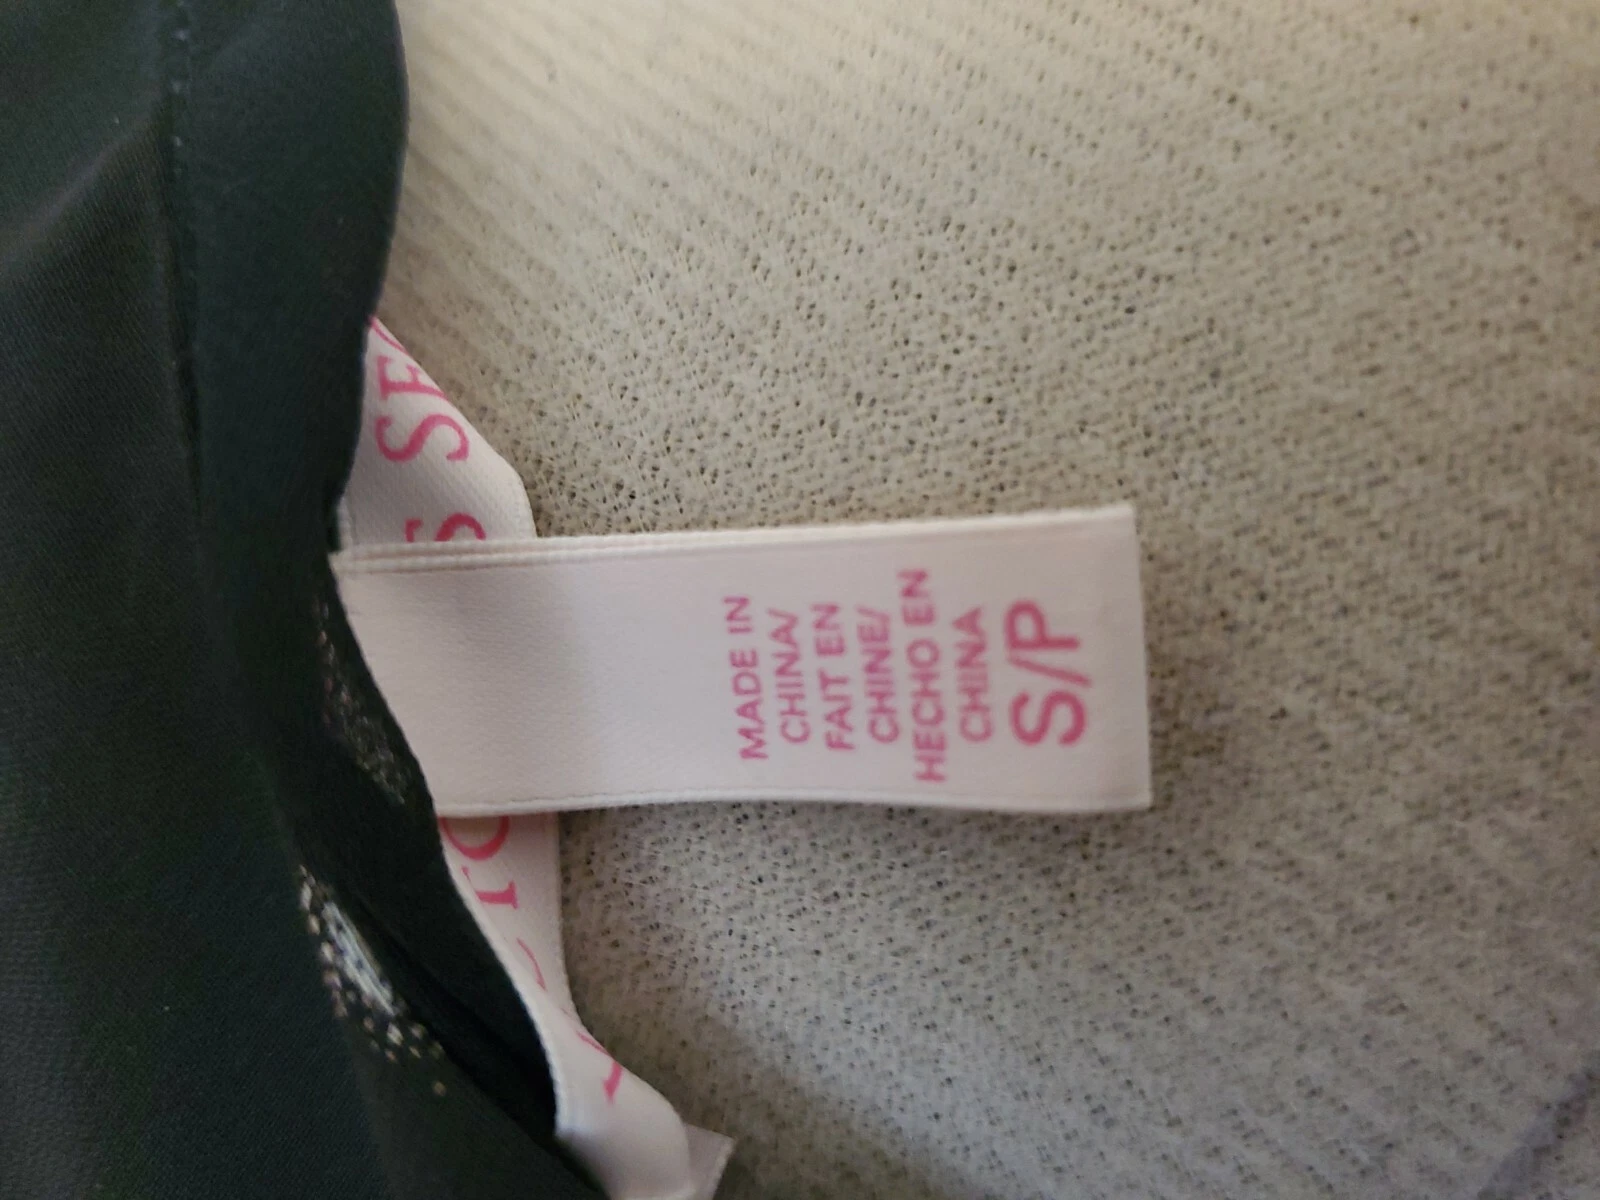 MADE IN
CHINA/
FAIT EN
CHINE/
HECHO EN
CHINA
S/P